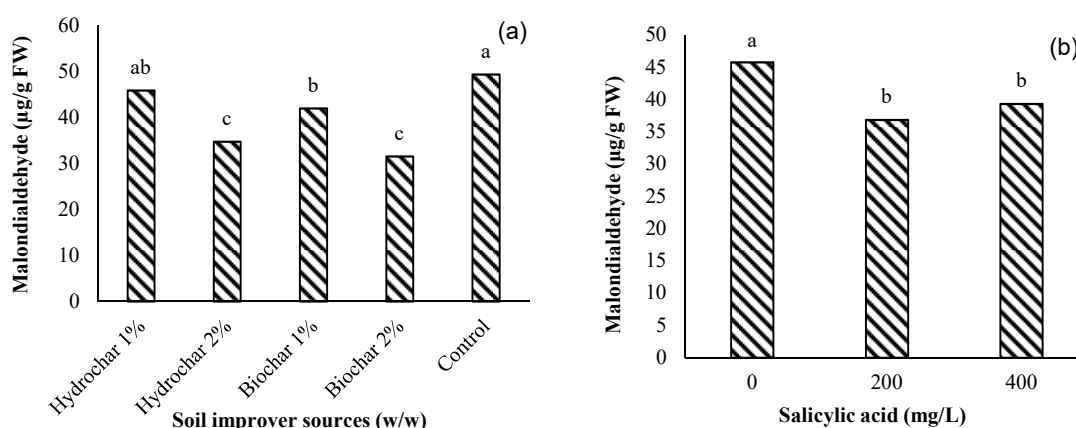 (a)
Malondialdehyde (µg/g FW)
60
50
40
30
20
10
0
ab
c
b
c
a
Hydrochar 1%
Hydrochar 2%
Biochar 1%
Biochar 2%
Control
Soil improver sources (w/w)
(b)
Malondialdehyde (µg/g FW)
50
45
40
35
30
25
20
15
10
5
0
a
b
b
0
200
400
Salicylic acid (mg/L)